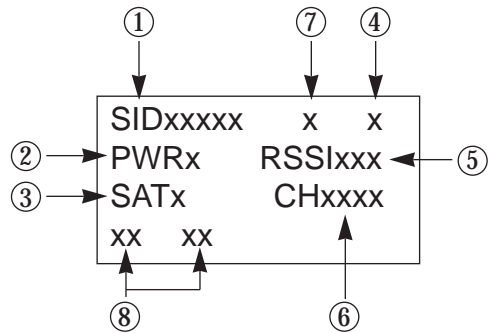 ① ⑦ ④
SIDxxxxx x x
② PWRx RSSIxxx ⑤
③ SATx CHxxxx
xx xx
⑧ ⑥